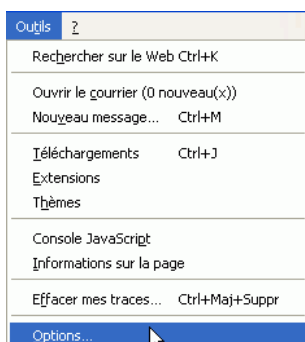 Outils ?
Rechercher sur le Web Ctrl+K
Ouvrir le courrier (0 nouveau(x))
Nouveau message... Ctrl+M
Téléchargements Ctrl+J
Extensions
Thèmes
Console JavaScript
Informations sur la page
Effacer mes traces... Ctrl+Maj+Suppr
Options...